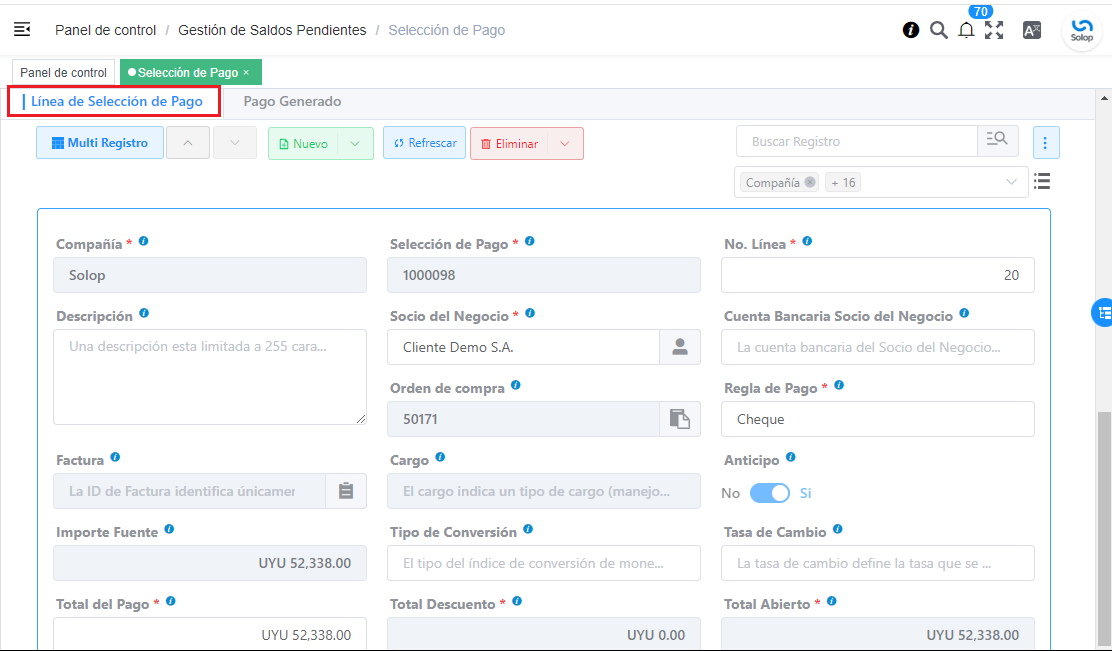 Panel de control / Gestión de Saldos Pendientes / Selección de Pago
70
Solop
Panel de control
Selección de Pago ×
Línea de Selección de Pago
Pago Generado
Multi Registro
Nuevo
Refrescar
Eliminar
Buscar Registro
Compañía
+ 16
Compañía *
Selección de Pago *
No. Línea *
Solop
1000098
20
Descripción
Socio del Negocio *
Cuenta Bancaria Socio del Negocio
Una descripción esta limitada a 255 cara...
Cliente Demo S.A.
La cuenta bancaria del Socio del Negocio...
Orden de compra
Regla de Pago *
50171
Cheque
Factura
Cargo
Anticipo
La ID de Factura identifica únicamer
El cargo indica un tipo de cargo (manejo...
No
Si
Importe Fuente
Tipo de Conversión
Tasa de Cambio
UYU 52,338.00
El tipo del índice de conversión de mone...
La tasa de cambio define la tasa que se ...
Total del Pago *
Total Descuento *
Total Abierto *
UYU 52,338.00
UYU 0.00
UYU 52,338.00